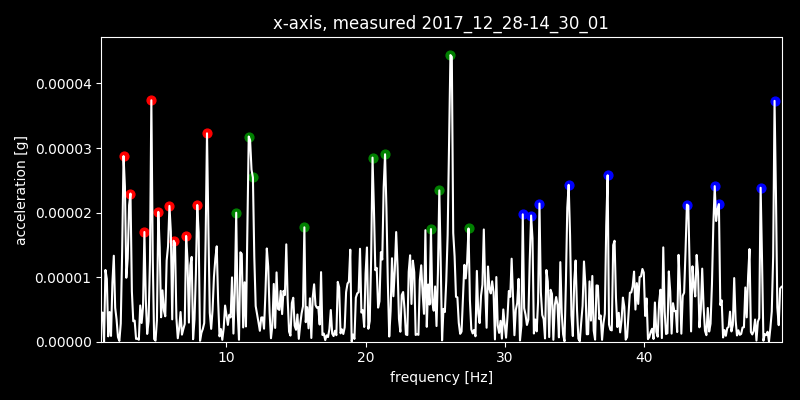 x-axis, measured 2017_12_28-14_30_01
acceleration [g]
0.00004
0.00003
0.00002
0.00001
0.00000
10 20 30 40
frequency [Hz]